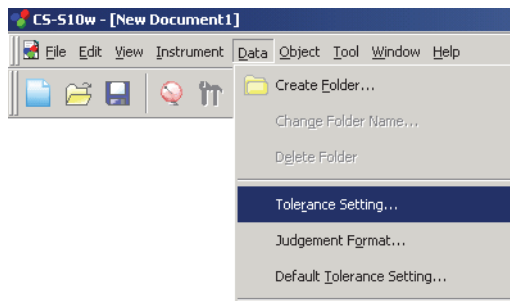 CS-S10w - [New Document1]
File Edit View Instrument Data Object Tool Window Help
Create Folder...
Change Folder Name...
Delete Folder
Tolerance Setting...
Judgement Format...
Default Tolerance Setting...